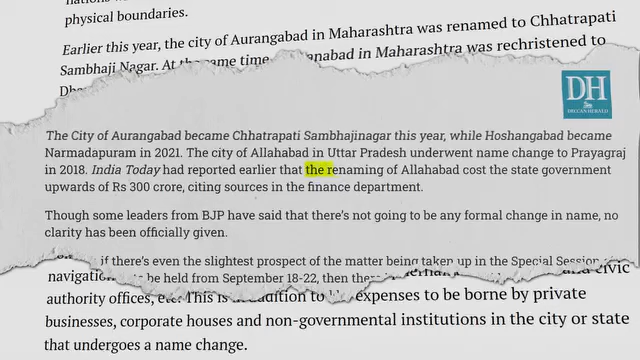 physical boundaries.
Earlier this year, the city of Aurangabad in Maharashtra was renamed to Chhatrapati
Sambhaji Nagar. At the same time, in Maharashtra was rechristened to
DH
DECCAN HERALD
The City of Aurangabad became Chhatrapati Sambhajinagar this year, while Hoshangabad became
Narmadapuram in 2021. The city of Allahabad in Uttar Pradesh underwent name change to Prayagraj
in 2018. India Today had reported earlier that the renaming of Allahabad cost the state government
upwards of Rs 300 crore, citing sources in the finance department.
Though some leaders from BJP have said that there's not going to be any formal change in name, no
clarity has been officially given.
if there's even the slightest prospect of the matter being taken up in the Special Session
navigation be held from September 18-22, then civic
authority offices, This is addition to expenses to be borne by private
businesses, corporate houses and non-governmental institutions in the city or state
that undergoes a name change.